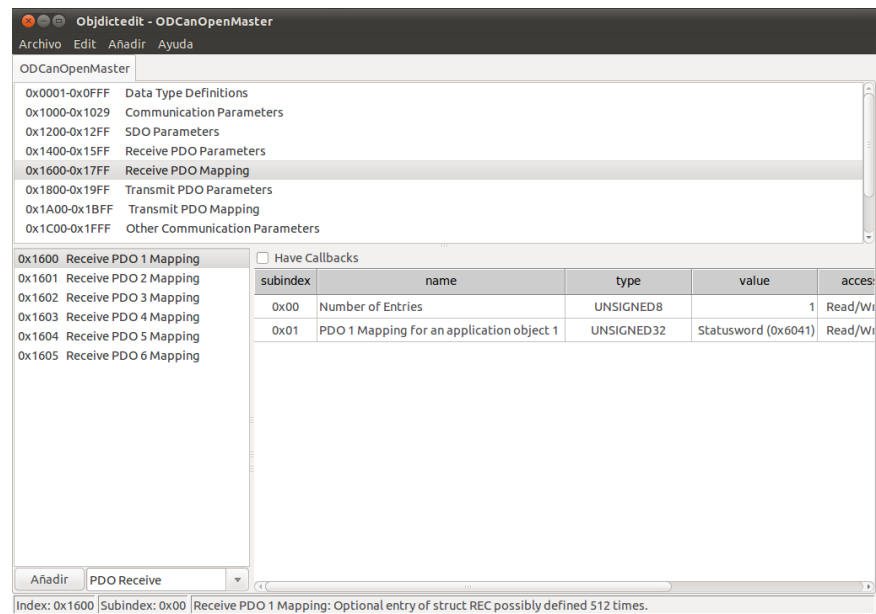 Objdictedit - ODCanOpenMaster
Archivo Edit Añadir Ayuda
ODCanOpenMaster
0x0001-0x0FFF Data Type Definitions
0x1000-0x1029 Communication Parameters
0x1200-0x12FF SDO Parameters
0x1400-0x15FF Receive PDO Parameters
0x1600-0x17FF Receive PDO Mapping
0x1800-0x19FF Transmit PDO Parameters
0x1A00-0x1BFF Transmit PDO Mapping
0x1C00-0x1FFF Other Communication Parameters
0x1600 Receive PDO 1 Mapping
0x1601 Receive PDO 2 Mapping
0x1602 Receive PDO 3 Mapping
0x1603 Receive PDO 4 Mapping
0x1604 Receive PDO 5 Mapping
0x1605 Receive PDO 6 Mapping
Have Callbacks
subindex name type value acces
0x00 Number of Entries UNSIGNED8 1 Read/Wr
0x01 PDO 1 Mapping for an application object 1 UNSIGNED32 Statusword (0x6041) Read/Wr
Añadir PDO Receive
Index: 0x1600 Subindex: 0x00 Receive PDO 1 Mapping: Optional entry of struct REC possibly defined 512 times.